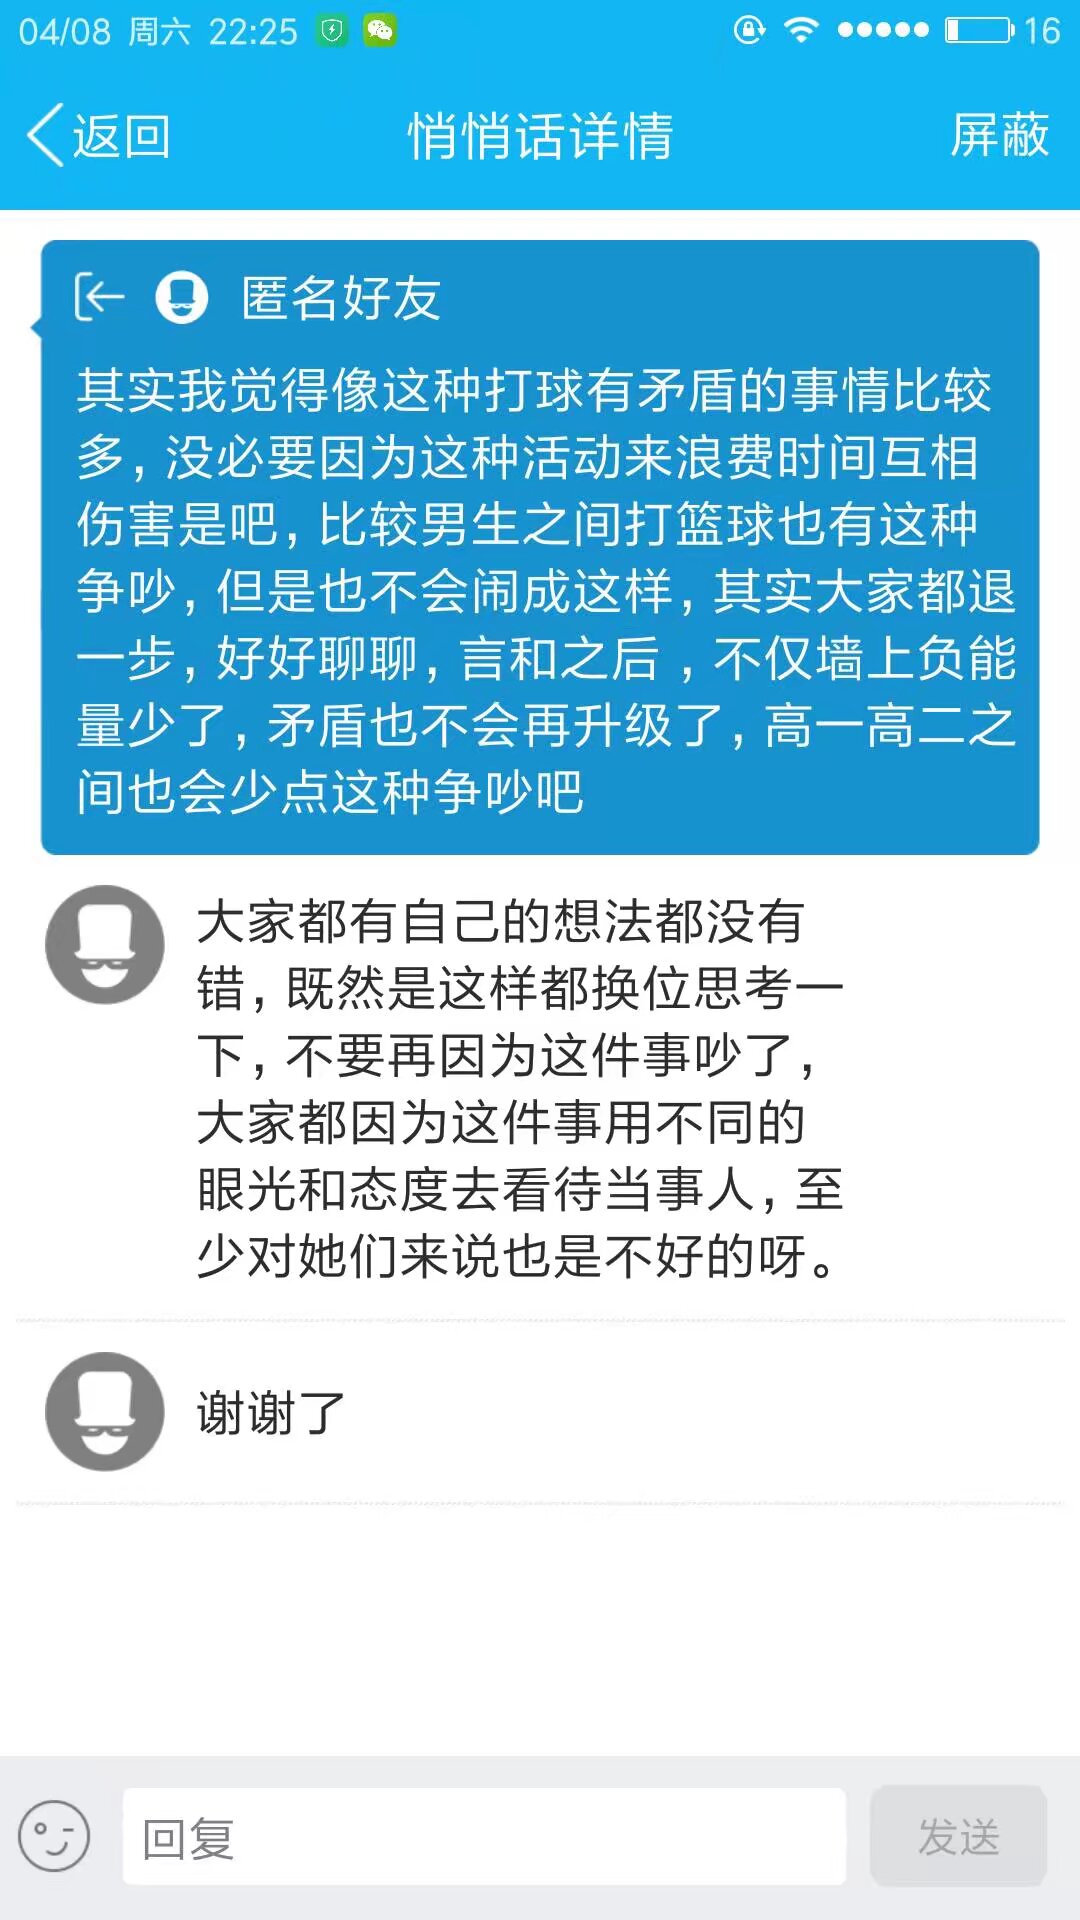 04/08 周六 22:25 16
返回 悄悄话详情 屏蔽
匿名好友
其实我觉得像这种打球有矛盾的事情比较
多,没必要因为这种活动来浪费时间互相
伤害是吧,比较男生之间打篮球也有这种
争吵,但是也不会闹成这样,其实大家都退
一步,好好聊聊,言和之后,不仅墙上负能
量少了,矛盾也不会再升级了,高一高二之
间也会少点这种争吵吧
大家都有自己的想法都没有
错,既然是这样都换位思考一
下,不要再因为这件事吵了,
大家都因为这件事用不同的
眼光和态度去看待当事人,至
少对她们来说也是不好的呀。
谢谢了
回复 发送